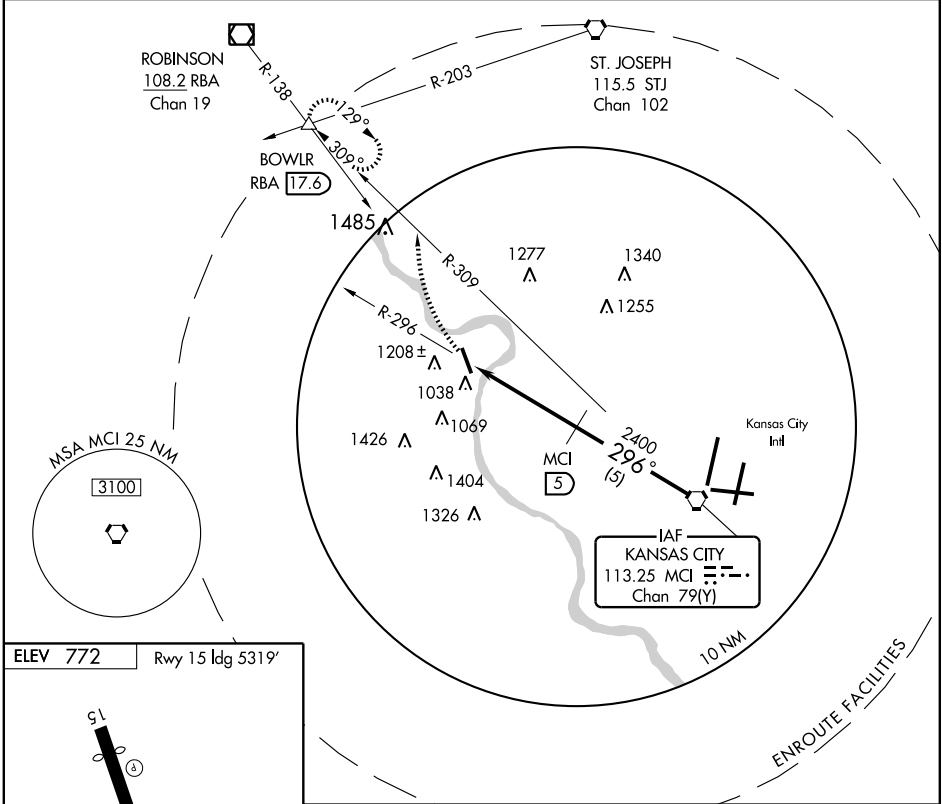 ROBINSON
108.2 RBA
Chan 19
R-138
R-203
ST. JOSEPH
115.5 STJ
Chan 102
129°
309°
BOWLR
RBA 17.6
1485
R-309
1277
1340
1255
R-296
1208 ±
1038
1069
1426
1404
1326
MCI
5
2400
296°
(5)
Kansas City
Intl
IAF
KANSAS CITY
113.25 MCI
Chan 79(Y)
MSA MCI 25 NM
3100
10 NM
ENROUTE FACILITIES
ELEV 772
Rwy 15 ldg 5319'
15
P